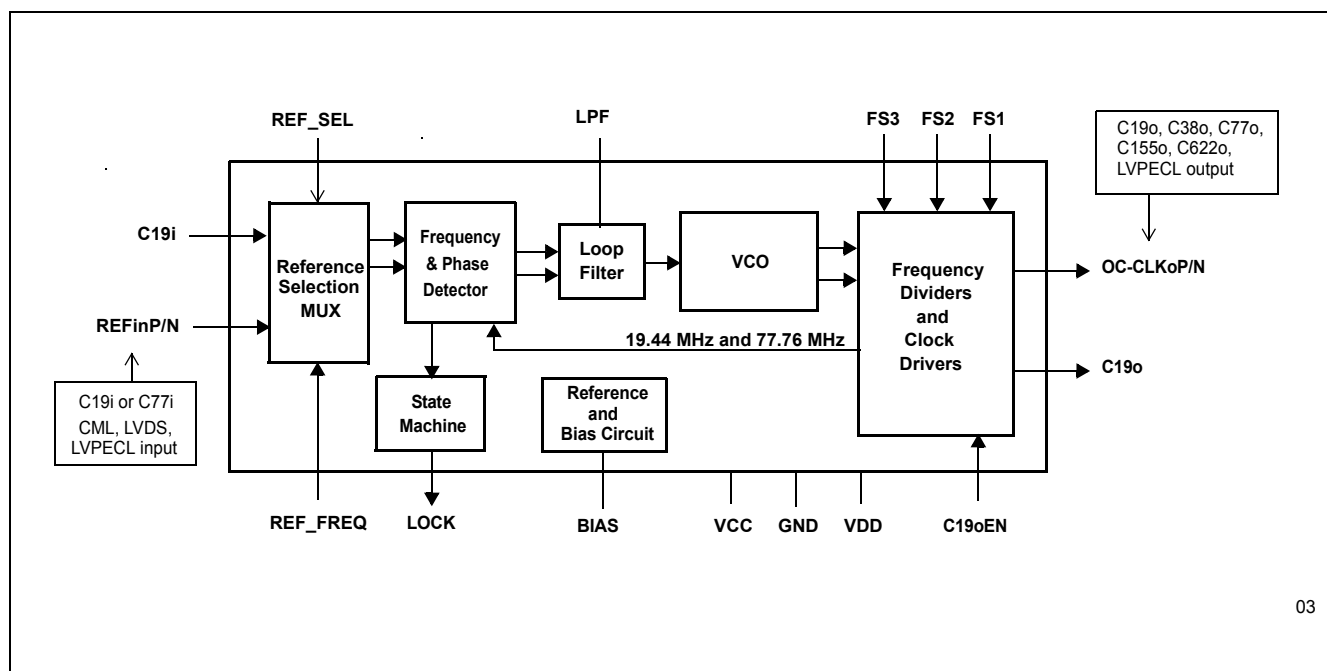 REF_SEL
LPF
FS3
FS2
FS1
C19o, C38o, C77o,
C155o, C622o,
LVPECL output
C19i
REFinP/N
Reference
Selection
MUX
Frequency
& Phase
Detector
Loop
Filter
VCO
Frequency
Dividers
and
Clock
Drivers
OC-CLKoP/N
C19o
19.44 MHz and 77.76 MHz
C19i or C77i
CML, LVDS,
LVPECL input
State
Machine
Reference
and
Bias Circuit
REF_FREQ
LOCK
BIAS
VCC
GND
VDD
C19oEN
03